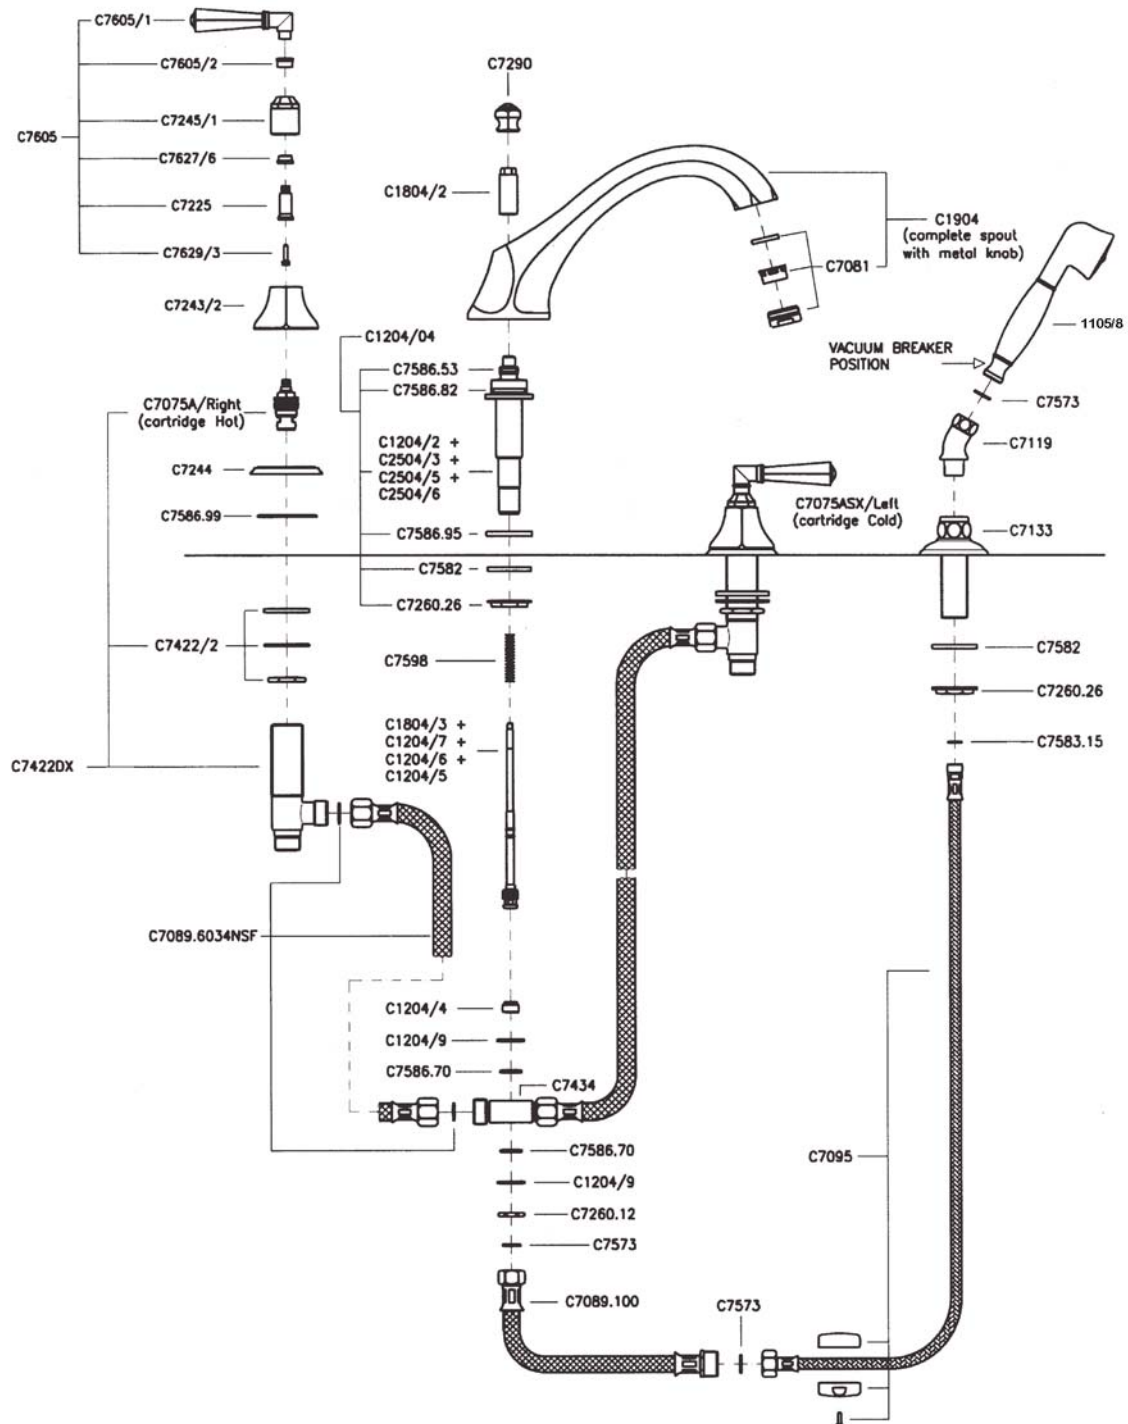 C7605/1
C7605/2
C7605
C7245/1
C7627/6
C7225
C7629/3
C7243/2
C7290
C1804/2
C1904
(complete spout
with metal knob)
C7081
1105/8
VACUUM BREAKER
POSITION
C7573
C7119
C7133
C1204/04
C7586.53
C7586.82
C7075A/Right
(cartridge Hot)
C1204/2 +
C2504/3 +
C2504/5 +
C2504/6
C7244
C7586.99
C7075ASX/Left
(cartridge Cold)
C7586.95
C7582
C7260.26
C7422/2
C7598
C7582
C7260.26
C7583.15
C1804/3 +
C1204/7 +
C1204/6 +
C1204/5
C7422DX
C7089.6034NSF
C1204/4
C1204/9
C7586.70
C7434
C7586.70
C1204/9
C7260.12
C7573
C7089.100
C7573
C7095